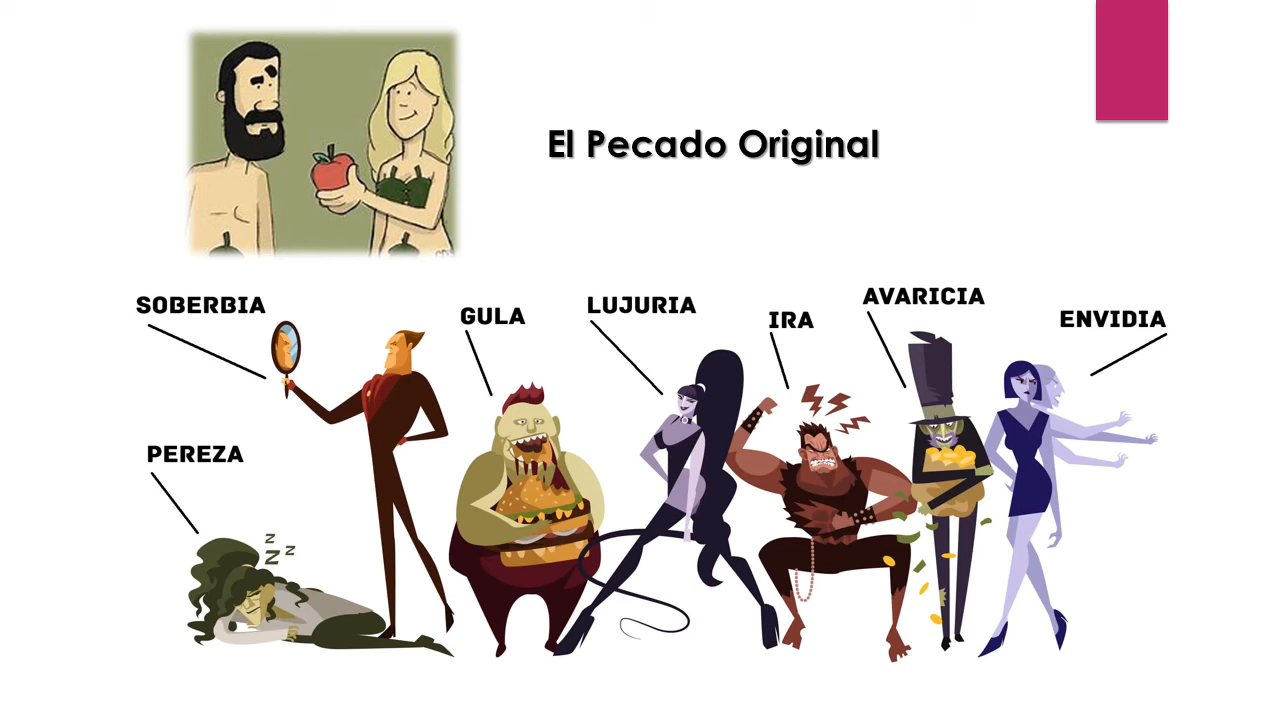 El Pecado Original
SOBERBIA
GULA
LUJURIA
IRA
AVARICIA
ENVIDIA
PEREZA
Z
Z
Z